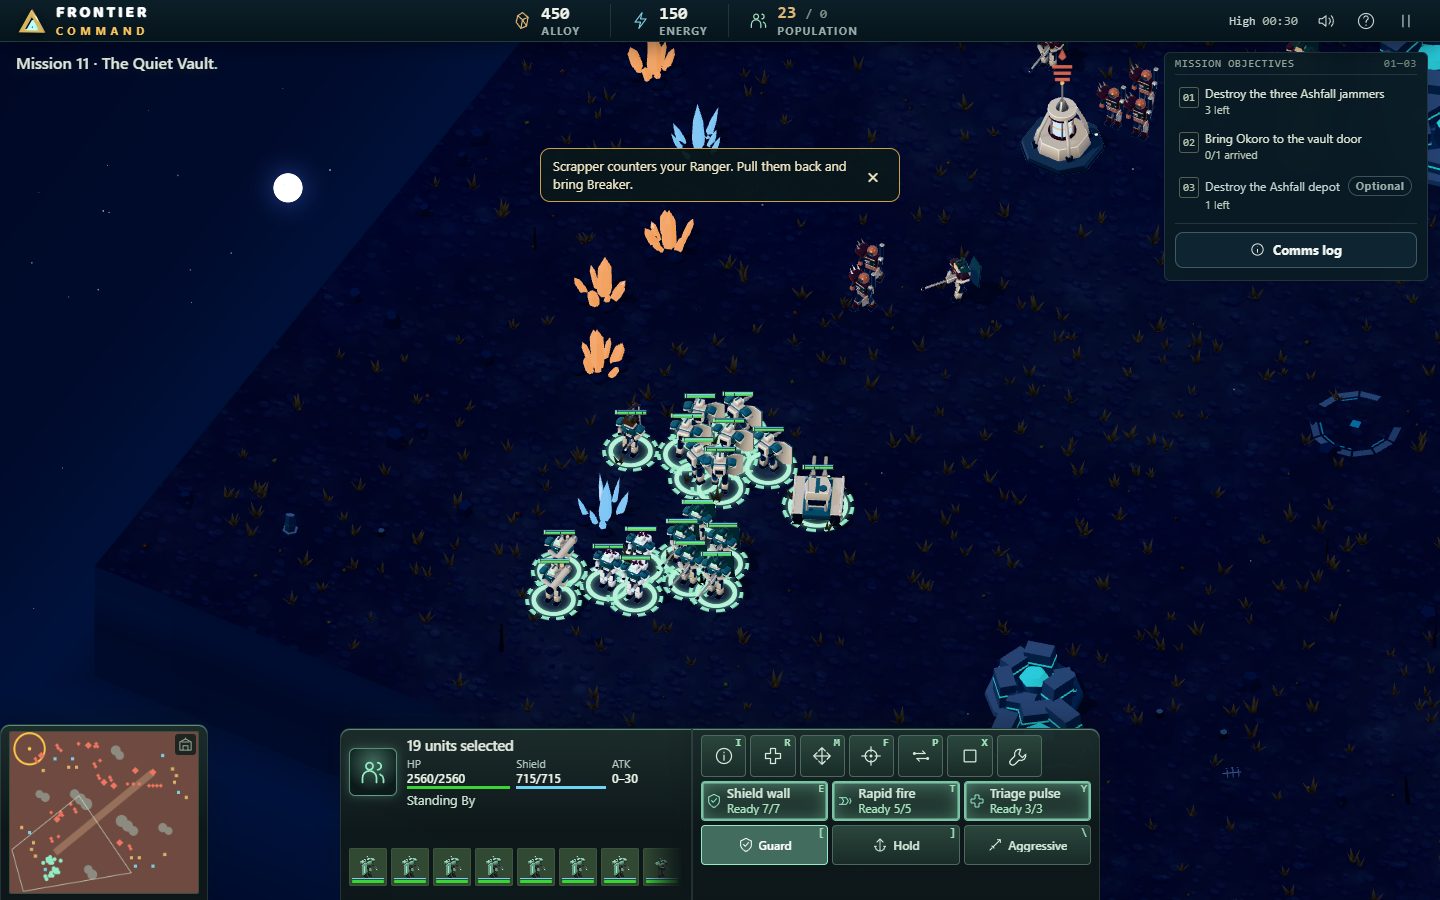 FRONTIER
COMMAND
450
ALLOY
150
ENERGY
23 / 0
POPULATION
High 00:30
Mission 11 · The Quiet Vault.
MISSION OBJECTIVES 01—03
01 Destroy the three Ashfall jammers
3 left
02 Bring Okoro to the vault door
0/1 arrived
03 Destroy the Ashfall depot Optional
1 left
Comms log
Scrapper counters your Ranger. Pull them back and
bring Breaker.
19 units selected
HP Shield ATK
2560/2560 715/715 0–30
Standing By
I R M F P X
Shield wall E
Ready 7/7
Rapid fire T
Ready 5/5
Triage pulse Y
Ready 3/3
Guard [
Hold ]
Aggressive \